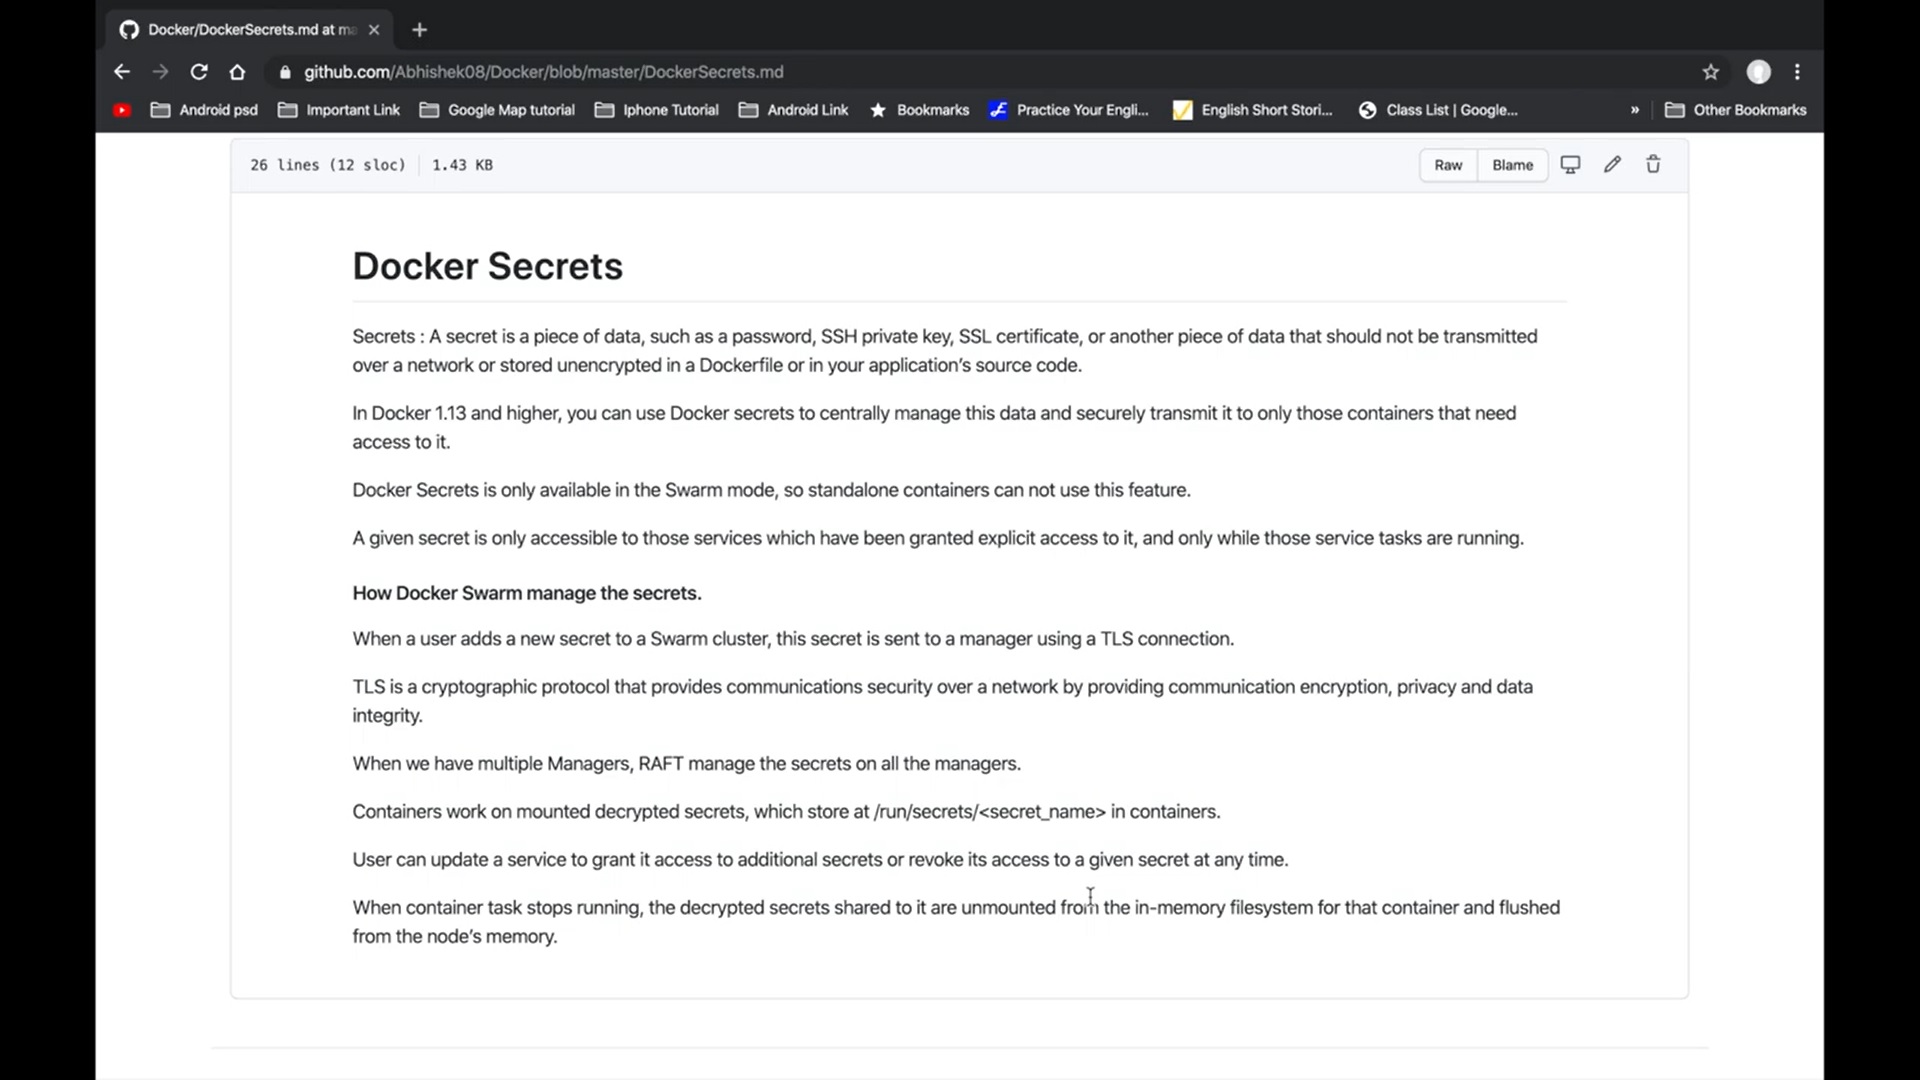 Docker/DockerSecrets.md at ma
github.com/Abhishek08/Docker/blob/master/DockerSecrets.md
Android psd Important Link Google Map tutorial Iphone Tutorial Android Link Bookmarks Practice Your Engli... English Short Stori... Class List | Google... » Other Bookmarks
26 lines (12 sloc) 1.43 KB Raw Blame
Docker Secrets
Secrets : A secret is a piece of data, such as a password, SSH private key, SSL certificate, or another piece of data that should not be transmitted
over a network or stored unencrypted in a Dockerfile or in your application’s source code.
In Docker 1.13 and higher, you can use Docker secrets to centrally manage this data and securely transmit it to only those containers that need
access to it.
Docker Secrets is only available in the Swarm mode, so standalone containers can not use this feature.
A given secret is only accessible to those services which have been granted explicit access to it, and only while those service tasks are running.
How Docker Swarm manage the secrets.
When a user adds a new secret to a Swarm cluster, this secret is sent to a manager using a TLS connection.
TLS is a cryptographic protocol that provides communications security over a network by providing communication encryption, privacy and data
integrity.
When we have multiple Managers, RAFT manage the secrets on all the managers.
Containers work on mounted decrypted secrets, which store at /run/secrets/<secret_name> in containers.
User can update a service to grant it access to additional secrets or revoke its access to a given secret at any time.
When container task stops running, the decrypted secrets shared to it are unmounted from the in-memory filesystem for that container and flushed
from the node’s memory.